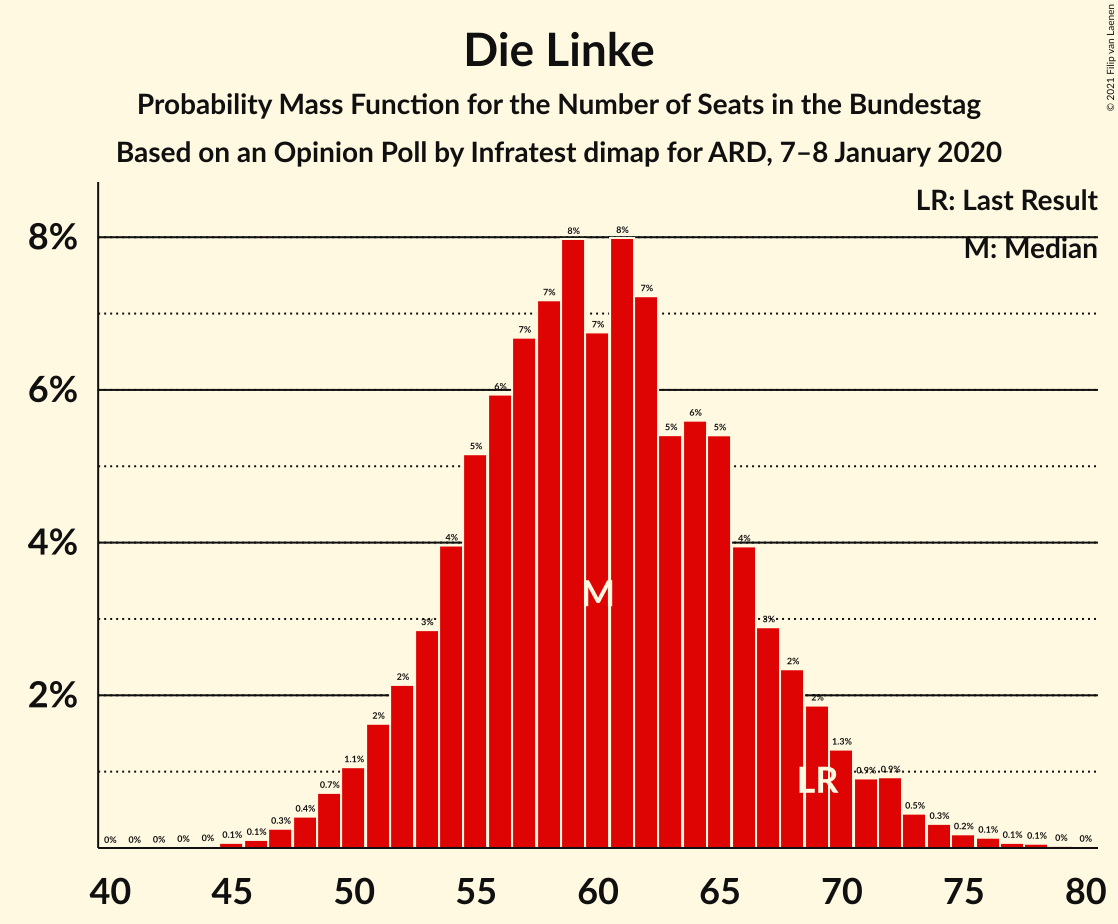 © 2021 Filip van Laenen
Die Linke
Probability Mass Function for the Number of Seats in the Bundestag
Based on an Opinion Poll by Infratest dimap for ARD, 7–8 January 2020
LR: Last Result
M: Median
8%
6%
4%
2%
0% 0% 0% 0% 0% 0.1% 0.1% 0.3% 0.4% 0.7% 1.1% 2% 2% 3% 4% 5% 6% 7% 7% 8% 7% 8% 7% 5% 6% 5% 4% 3% 2% 2% 1.3% 0.9% 0.9% 0.5% 0.3% 0.2% 0.1% 0.1% 0.1% 0% 0%
M
LR
40 45 50 55 60 65 70 75 80